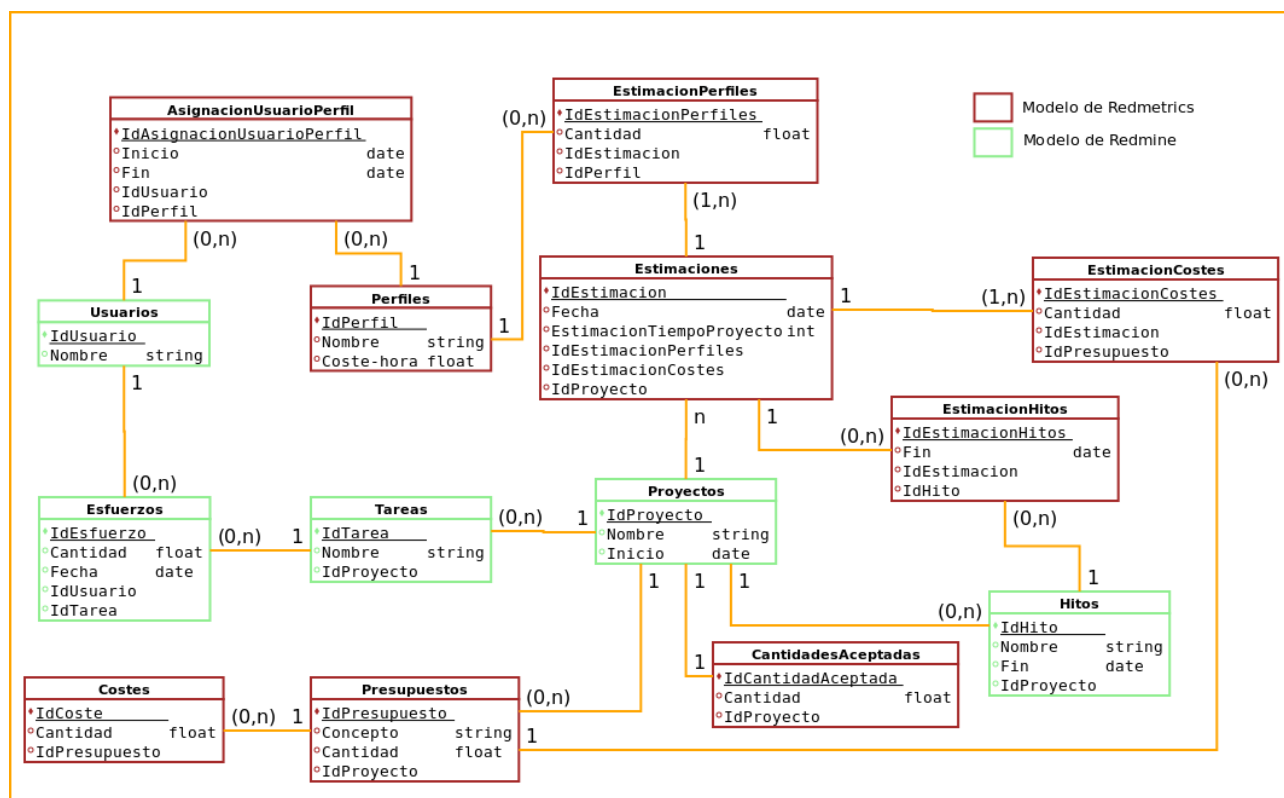 AsignacionUsuarioPerfil
IdAsignacionUsuarioPerfil
Inicio date
Fin date
IdUsuario
IdPerfil
(0,n)
(0,n)
1
1
EstimacionPerfiles
IdEstimacionPerfiles
Cantidad float
IdEstimacion
IdPerfil
(0,n)
(1,n)
1
Modelo de Redmetrics
Modelo de Redmine
Usuarios
IdUsuario
Nombre string
1
Perfiles
IdPerfil
Nombre string
Coste-hora float
1
Estimaciones
IdEstimacion
Fecha date
EstimacionTiempoProyecto int
IdEstimacionPerfiles
IdEstimacionCostes
IdProyecto
1
(1,n)
n
1
EstimacionCostes
IdEstimacionCostes
Cantidad float
IdEstimacion
IdPresupuesto
(0,n)
EstimacionHitos
IdEstimacionHitos
Fin date
IdEstimacion
IdHito
(0,n)
(0,n)
1
(0,n)
Esfuerzos
IdEsfuerzo
Cantidad float
Fecha date
IdUsuario
IdTarea
(0,n)
1
Tareas
IdTarea
Nombre string
IdProyecto
(0,n)
1
1
Proyectos
IdProyecto
Nombre string
Inicio date
1
1
1
(0,n)
Hitos
IdHito
Nombre string
Fin date
IdProyecto
CantidadesAceptadas
IdCantidadAceptada
Cantidad float
IdProyecto
1
Costes
IdCoste
Cantidad float
IdPresupuesto
(0,n)
1
Presupuestos
IdPresupuesto
Concepto string
Cantidad float
IdProyecto
(0,n)
1